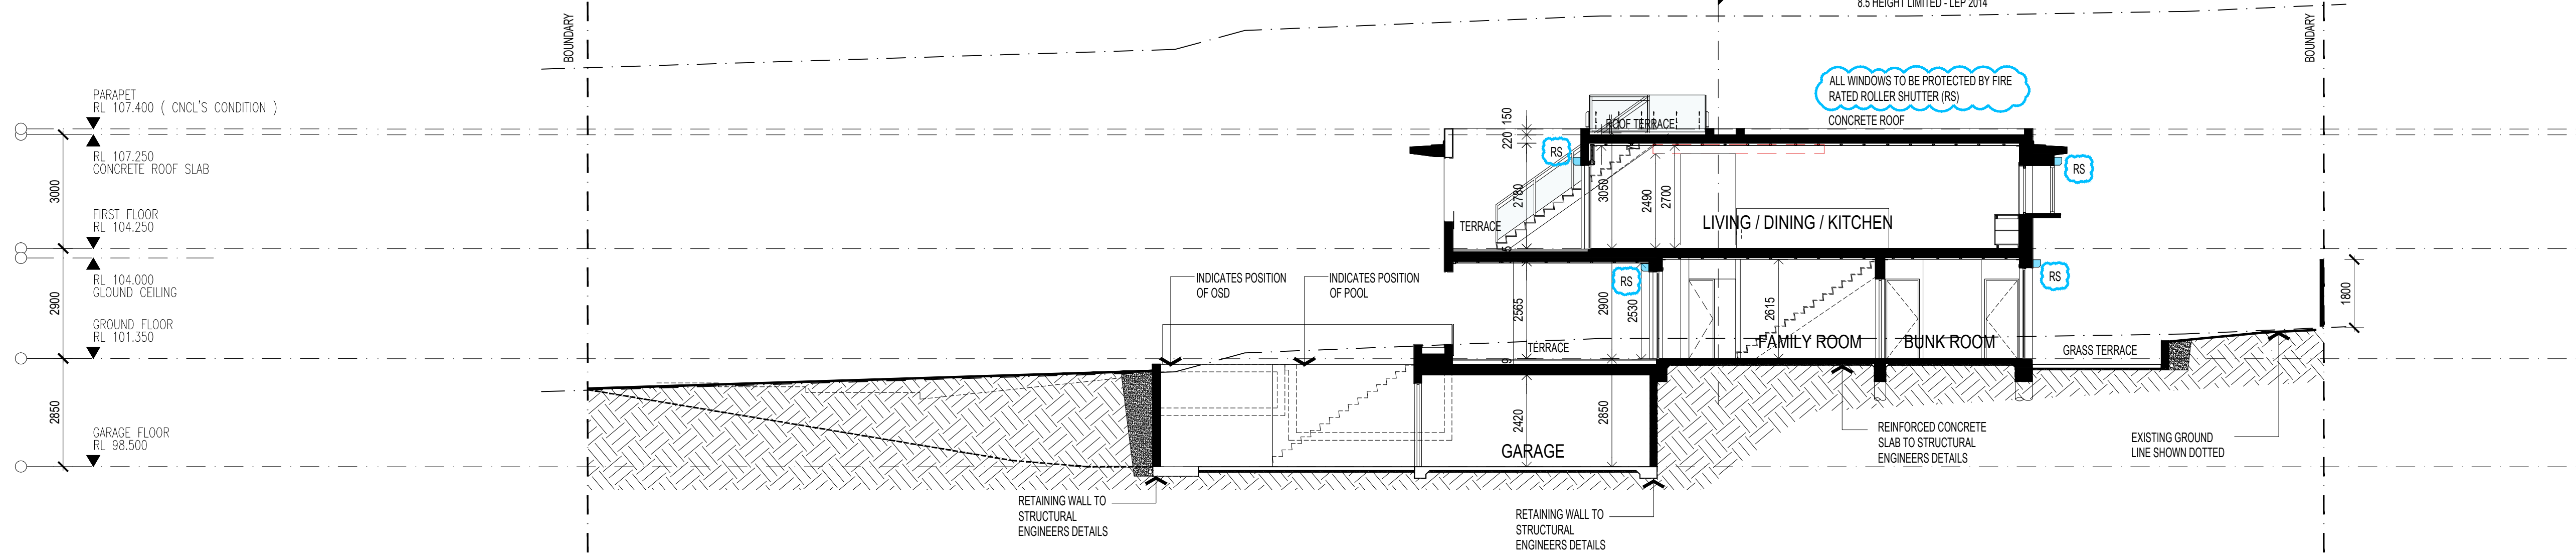 8.5 HEIGHT LIMITED - LEP 2014
BOUNDARY
BOUNDARY
PARAPET
RL 107.400 ( CNCL'S CONDITION )
RL 107.250
CONCRETE ROOF SLAB
3000
FIRST FLOOR
RL 104.250
RL 104.000
GLOUND CEILING
2900
GROUND FLOOR
RL 101.350
2850
GARAGE FLOOR
RL 98.500
ALL WINDOWS TO BE PROTECTED BY FIRE
RATED ROLLER SHUTTER (RS)
CONCRETE ROOF
150
220
ROOF TERRACE
RS
RS
2780
3050
2490
2700
TERRACE
LIVING / DINING / KITCHEN
INDICATES POSITION
OF OSD
INDICATES POSITION
OF POOL
RS
RS
2565
2900
2530
2615
1800
TERRACE
FAMILY ROOM
BUNK ROOM
GRASS TERRACE
2420
2850
GARAGE
REINFORCED CONCRETE
SLAB TO STRUCTURAL
ENGINEERS DETAILS
EXISTING GROUND
LINE SHOWN DOTTED
RETAINING WALL TO
STRUCTURAL
ENGINEERS DETAILS
RETAINING WALL TO
STRUCTURAL
ENGINEERS DETAILS